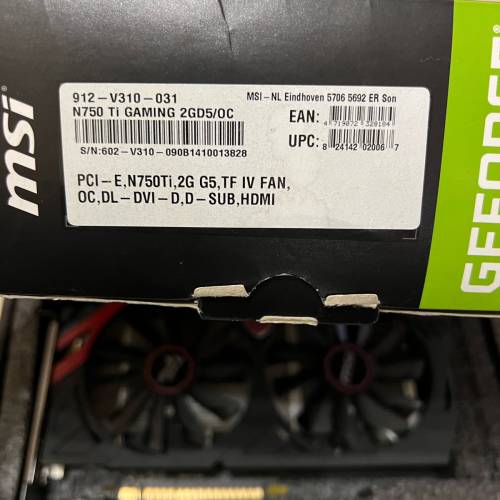 msi
912-V310-031
N750 Ti GAMING 2GD5/OC
S/N:602-V310-090B1410013828
MSI-NL Eindhoven 5706 5692 ER Son
EAN:
UPC:
8 24142 02006 7
PCI-E,N750Ti,2G G5,TF IV FAN,
OC,DL-DVI-D,D-SUB,HDMI
GEFORCE